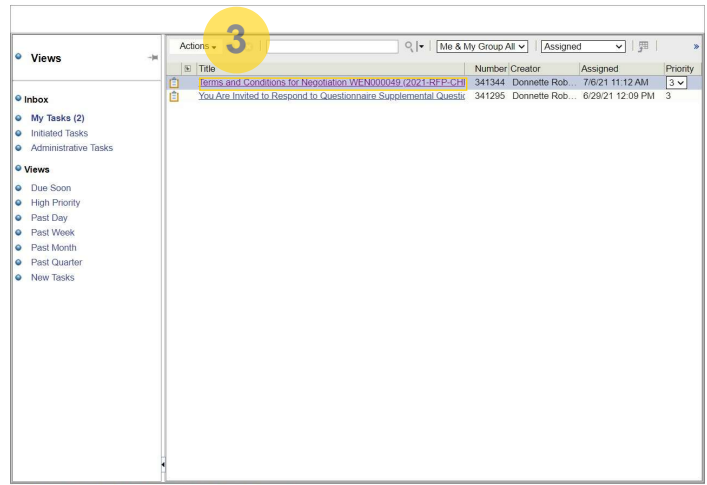 Views
Inbox
My Tasks (2)
Initiated Tasks
Administrative Tasks
Views
Due Soon
High Priority
Past Day
Past Week
Past Month
Past Quarter
New Tasks
3
Actions Me & My Group All Assigned »
Title Number Creator Assigned Priority
Terms and Conditions for Negotiation WEN000049 (2021-RFP-CHI 341344 Donnette Rob... 7/6/21 11:12 AM 3
You Are Invited to Respond to Questionnaire Supplemental Questic 341295 Donnette Rob... 6/29/21 12:09 PM 3